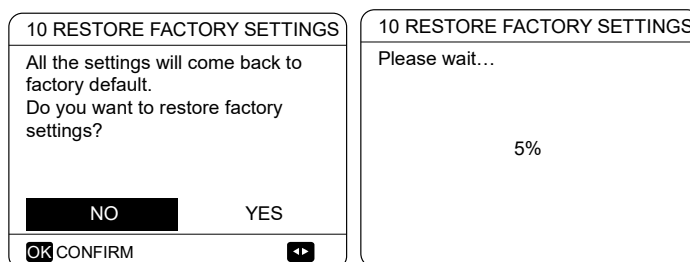 10 RESTORE FACTORY SETTINGS
All the settings will come back to
factory default.
Do you want to restore factory
settings?
NO YES
OK CONFIRM
10 RESTORE FACTORY SETTINGS
Please wait…
5%